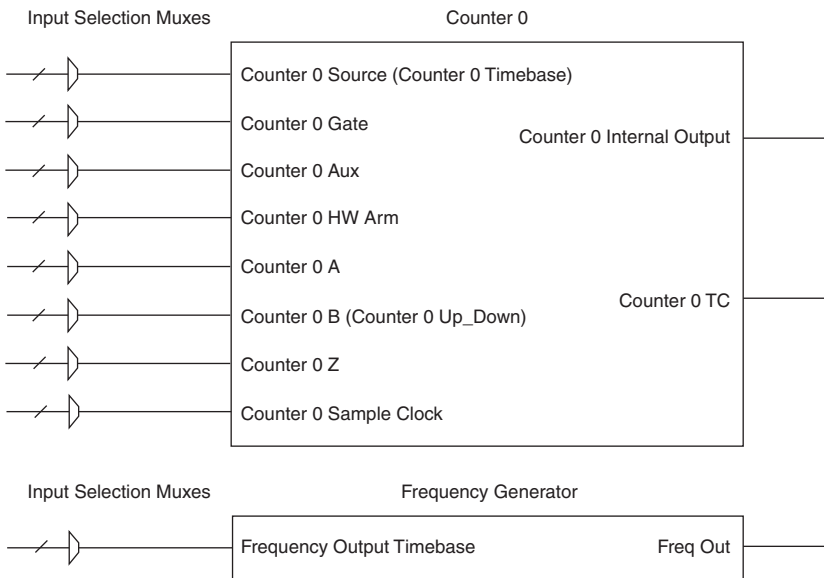 Input Selection Muxes
Counter 0
Counter 0 Source (Counter 0 Timebase)
Counter 0 Gate
Counter 0 Internal Output
Counter 0 Aux
Counter 0 HW Arm
Counter 0 A
Counter 0 TC
Counter 0 B (Counter 0 Up_Down)
Counter 0 Z
Counter 0 Sample Clock
Input Selection Muxes
Frequency Generator
Frequency Output Timebase
Freq Out